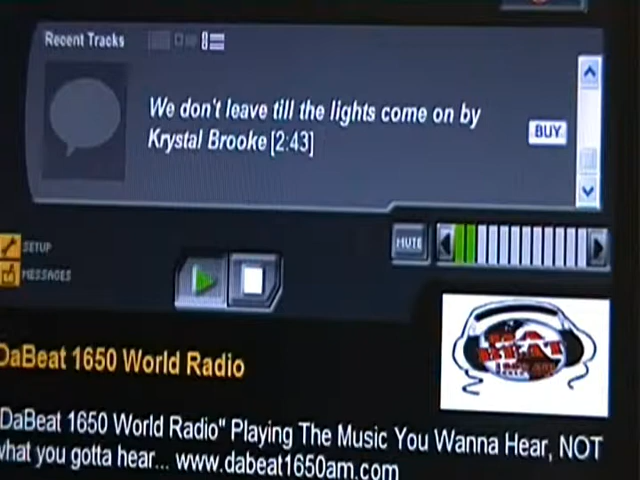 Recent Tracks
We don't leave till the lights come on by
Krystal Brooke [2:43]
BUY
SETUP
MUTE
MESSAGES
DaBeat 1650 World Radio
DA
BEAT
DaBeat 1650 World Radio" Playing The Music You Wanna Hear, NOT
what you gotta hear... www.dabeat1650am.com